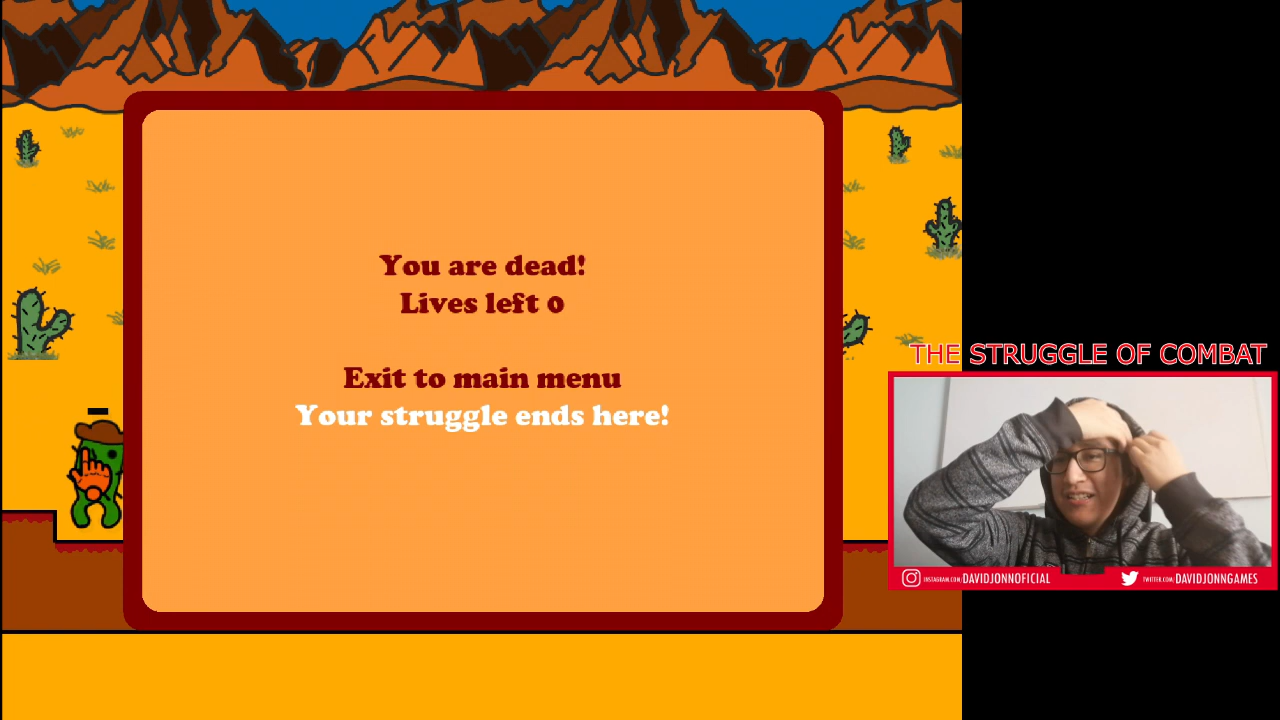 You are dead!
Lives left 0
Exit to main menu
Your struggle ends here!
THE STRUGGLE OF COMBAT
INSTAGRAM.COM/DAVIDJONNOFICIAL
TWITTER.COM/DAVIDJONNGAMES